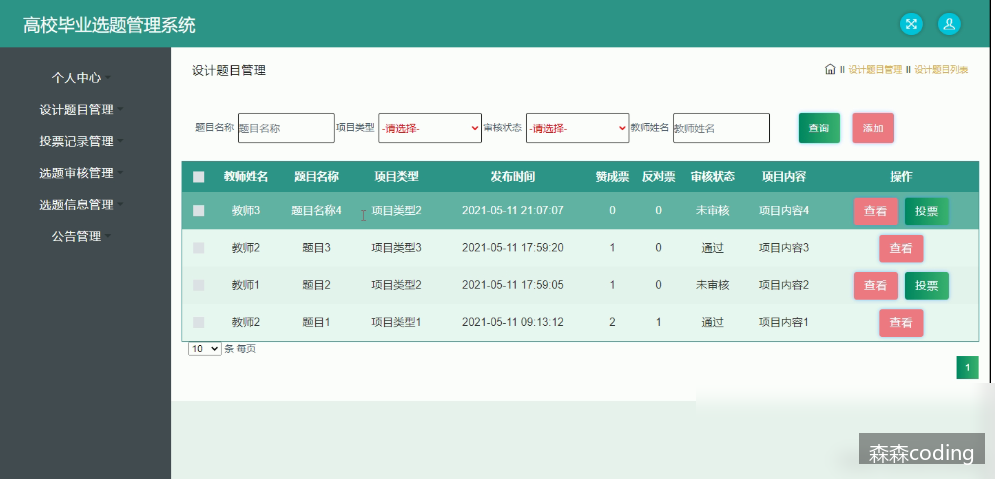 高校毕业选题管理系统
个人中心
设计题目管理
投票记录管理
选题审核管理
选题信息管理
公告管理
设计题目管理
设计题目管理 设计题目列表
题目名称 题目名称 项目类型 -请选择- 审核状态 -请选择- 教师姓名 教师姓名 查询 添加
教师姓名 题目名称 项目类型 发布时间 赞成票 反对票 审核状态 项目内容 操作
教师3 题目名称4 项目类型2 2021-05-11 21:07:07 0 0 未审核 项目内容4 查看 投票
教师2 题目3 项目类型3 2021-05-11 17:59:20 1 0 通过 项目内容3 查看
教师1 题目2 项目类型2 2021-05-11 17:59:05 1 0 未审核 项目内容2 查看 投票
教师2 题目1 项目类型1 2021-05-11 09:13:12 2 1 通过 项目内容1 查看
10 条 每页
1
森森coding